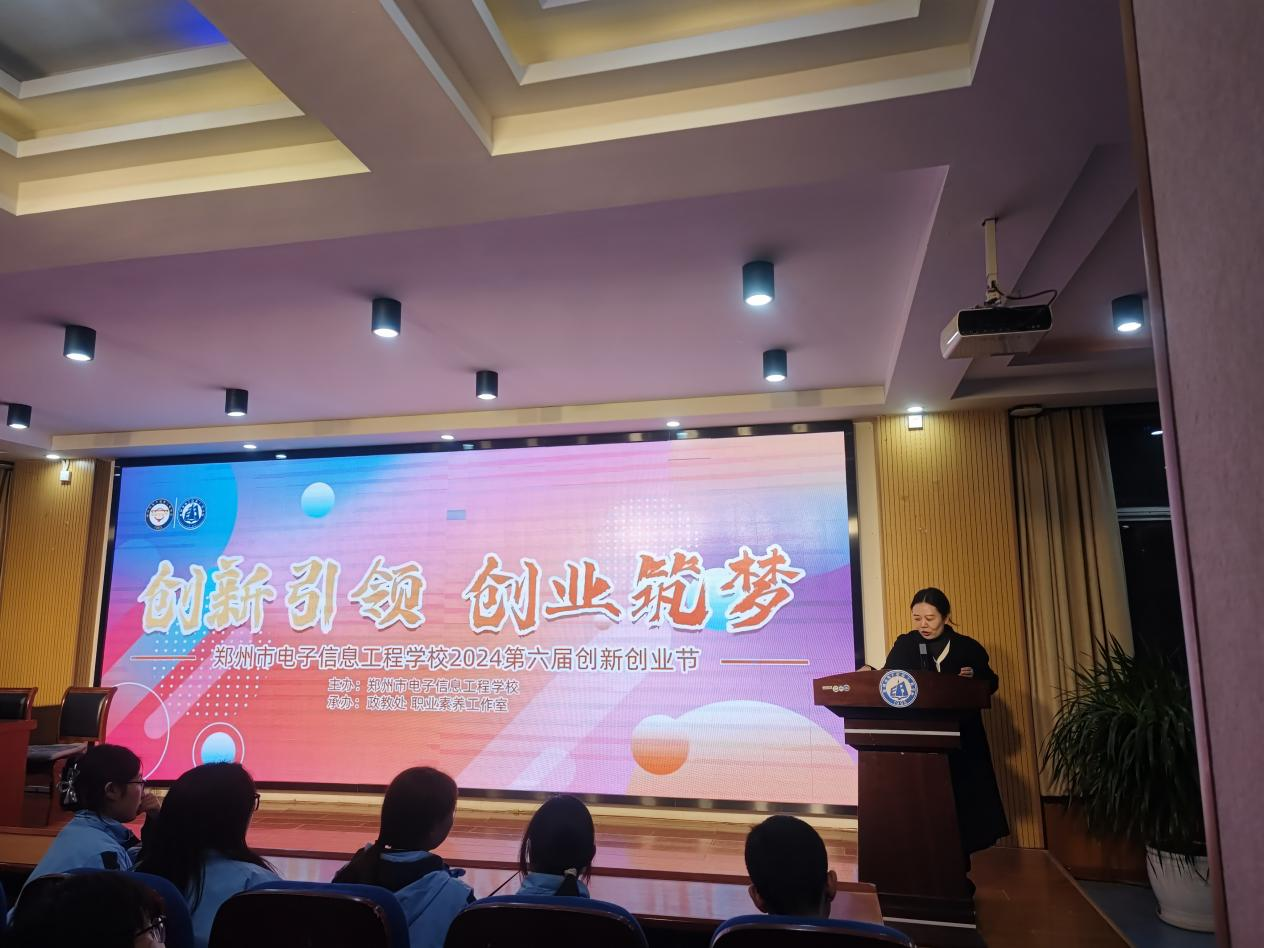 创新引领 创业筑梦
郑州市电子信息工程学校2024第六届创新创业节
主办：郑州市电子信息工程学校
承办：政教处 职业素养工作室